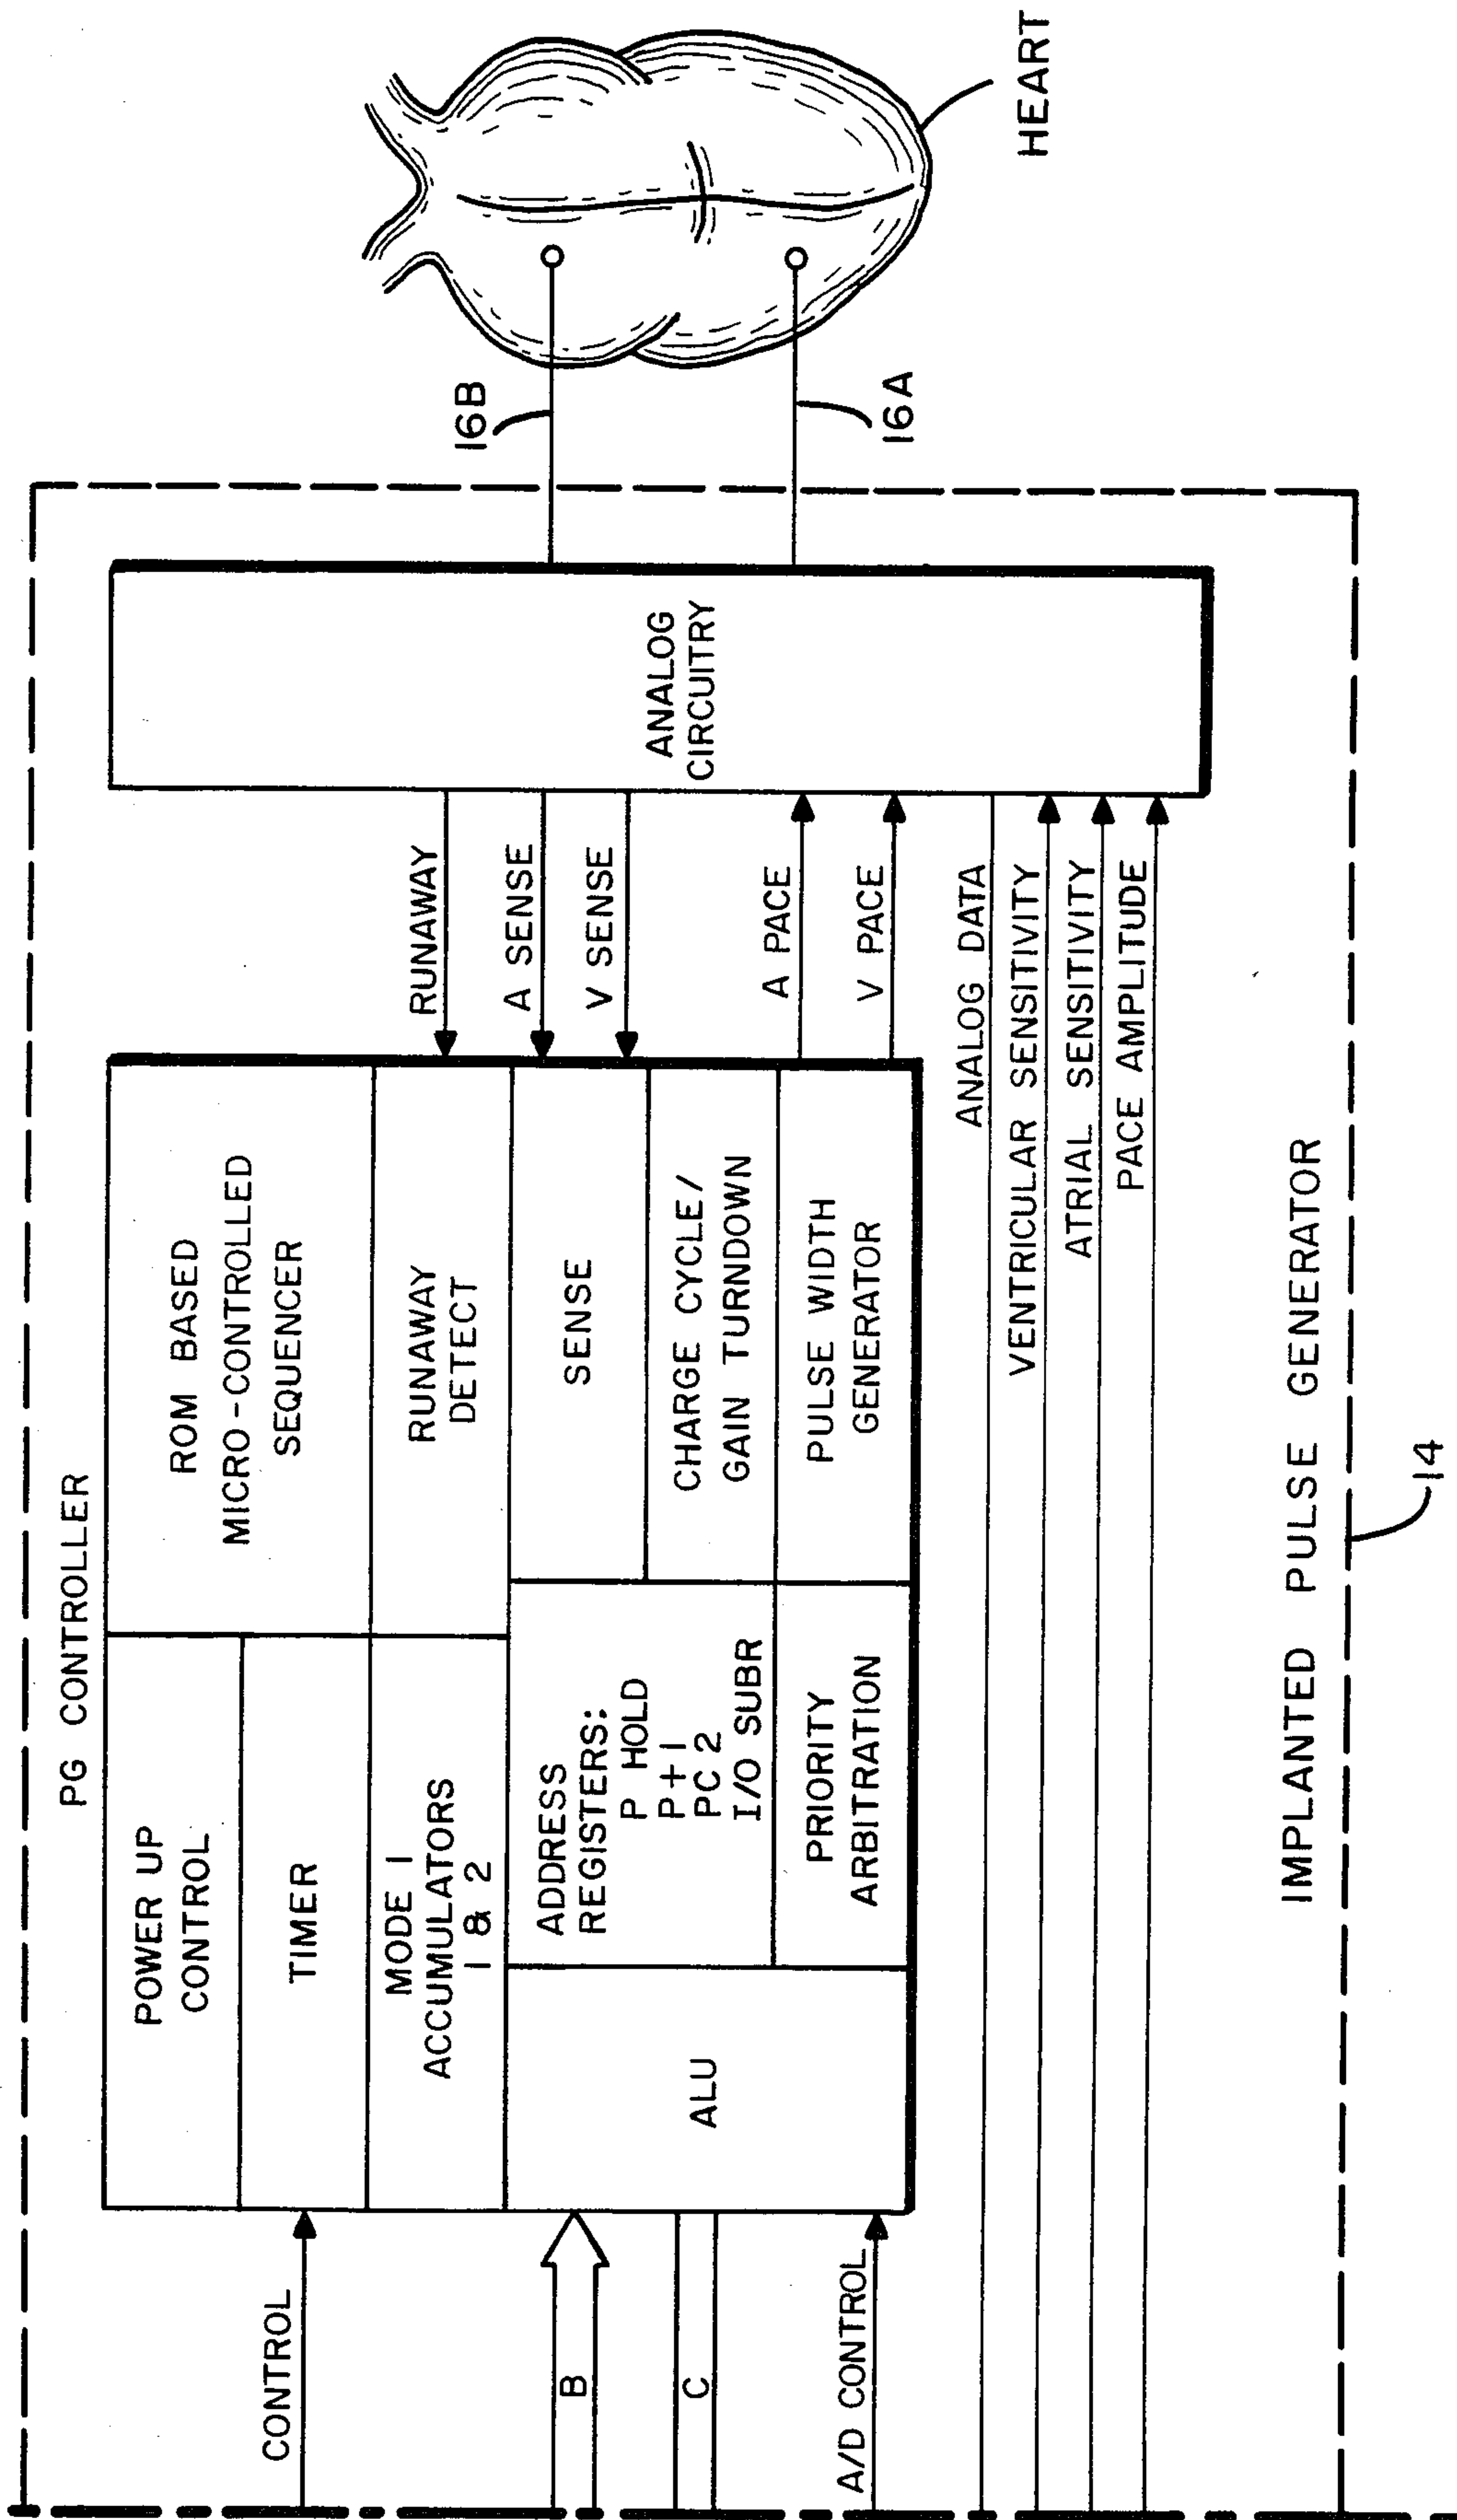 PG CONTROLLER
POWER UP
CONTROL
TIMER
MODE 1
ACCUMULATORS
1 & 2
ALU
ADDRESS
REGISTERS:
P HOLD
P+1
PC 2
I/O SUBR
PRIORITY
ARBITRATION
ROM BASED
MICRO-CONTROLLED
SEQUENCER
RUNAWAY
DETECT
SENSE
CHARGE CYCLE/
GAIN TURNDOWN
PULSE WIDTH
GENERATOR
CONTROL
B
C
A/D CONTROL
RUNAWAY
A SENSE
V SENSE
A PACE
V PACE
ANALOG DATA
VENTRICULAR SENSITIVITY
ATRIAL SENSITIVITY
PACE AMPLITUDE
ANALOG
CIRCUITRY
16B
16A
HEART
IMPLANTED PULSE GENERATOR
14